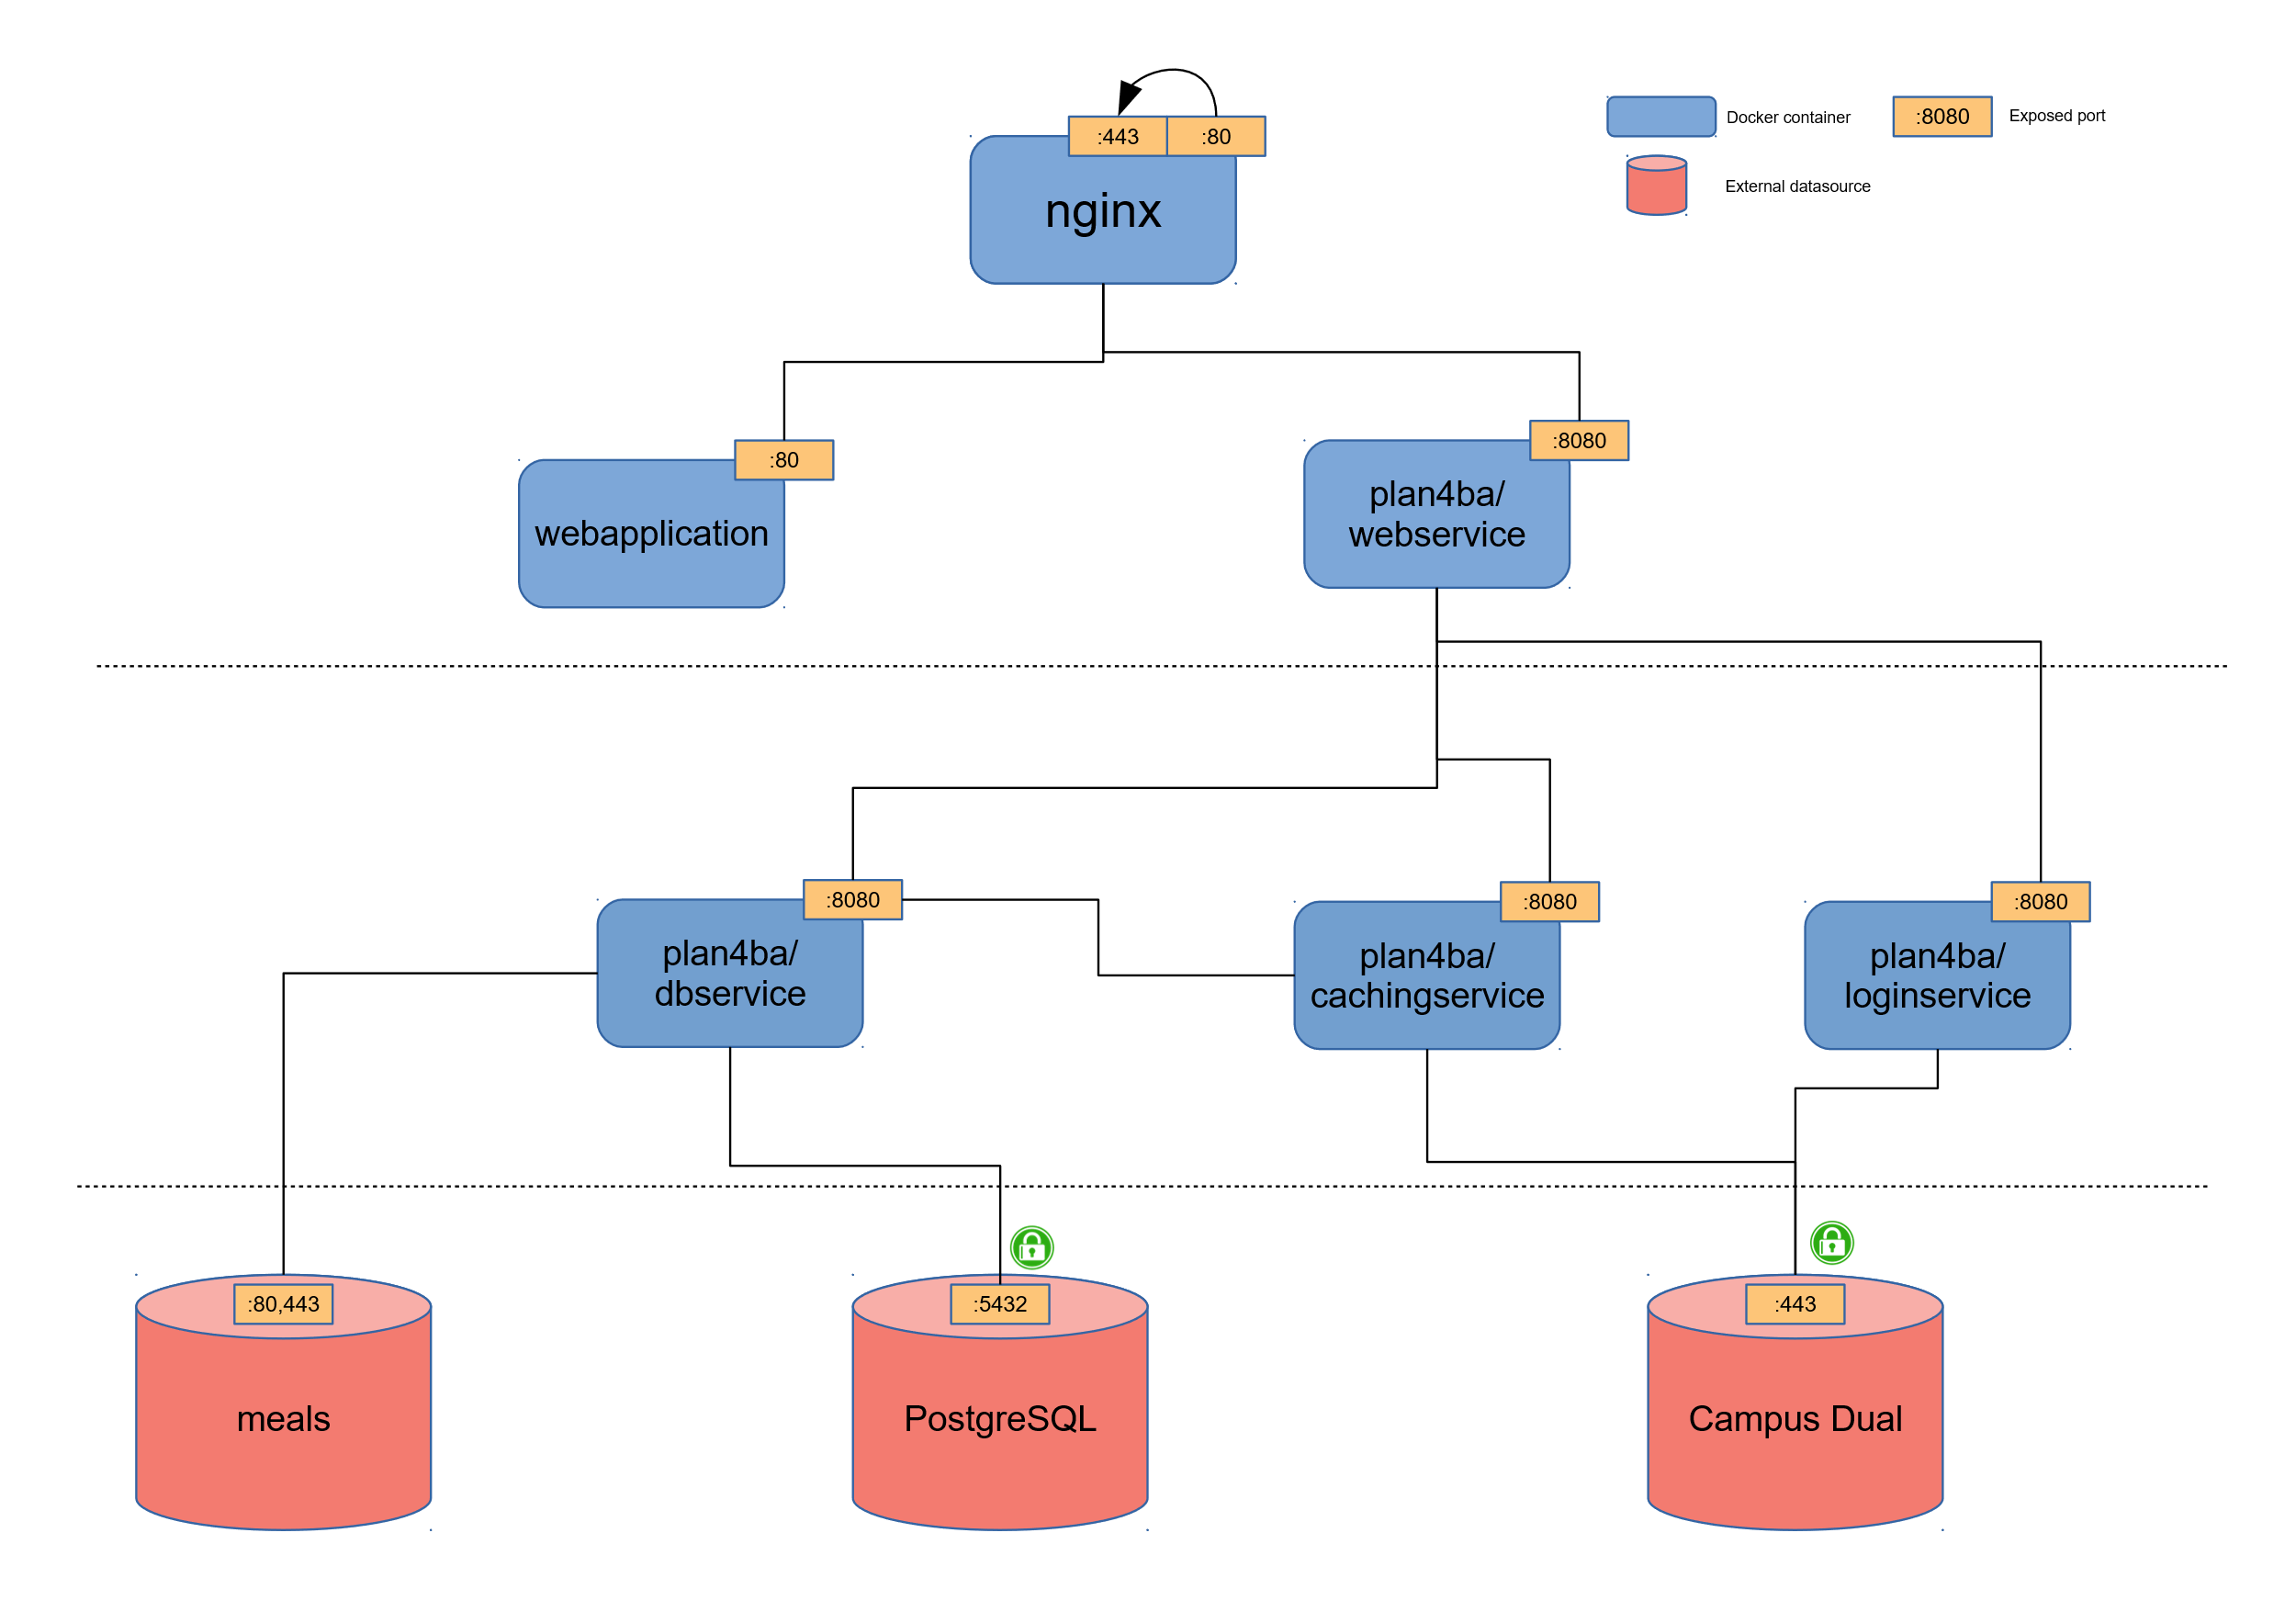 :443
:80
nginx
Docker container
:8080
Exposed port
External datasource
:80
webapplication
:8080
plan4ba/
webservice
:8080
plan4ba/
dbservice
:8080
plan4ba/
cachingservice
:8080
plan4ba/
loginservice
:80,443
meals
:5432
PostgreSQL
:443
Campus Dual